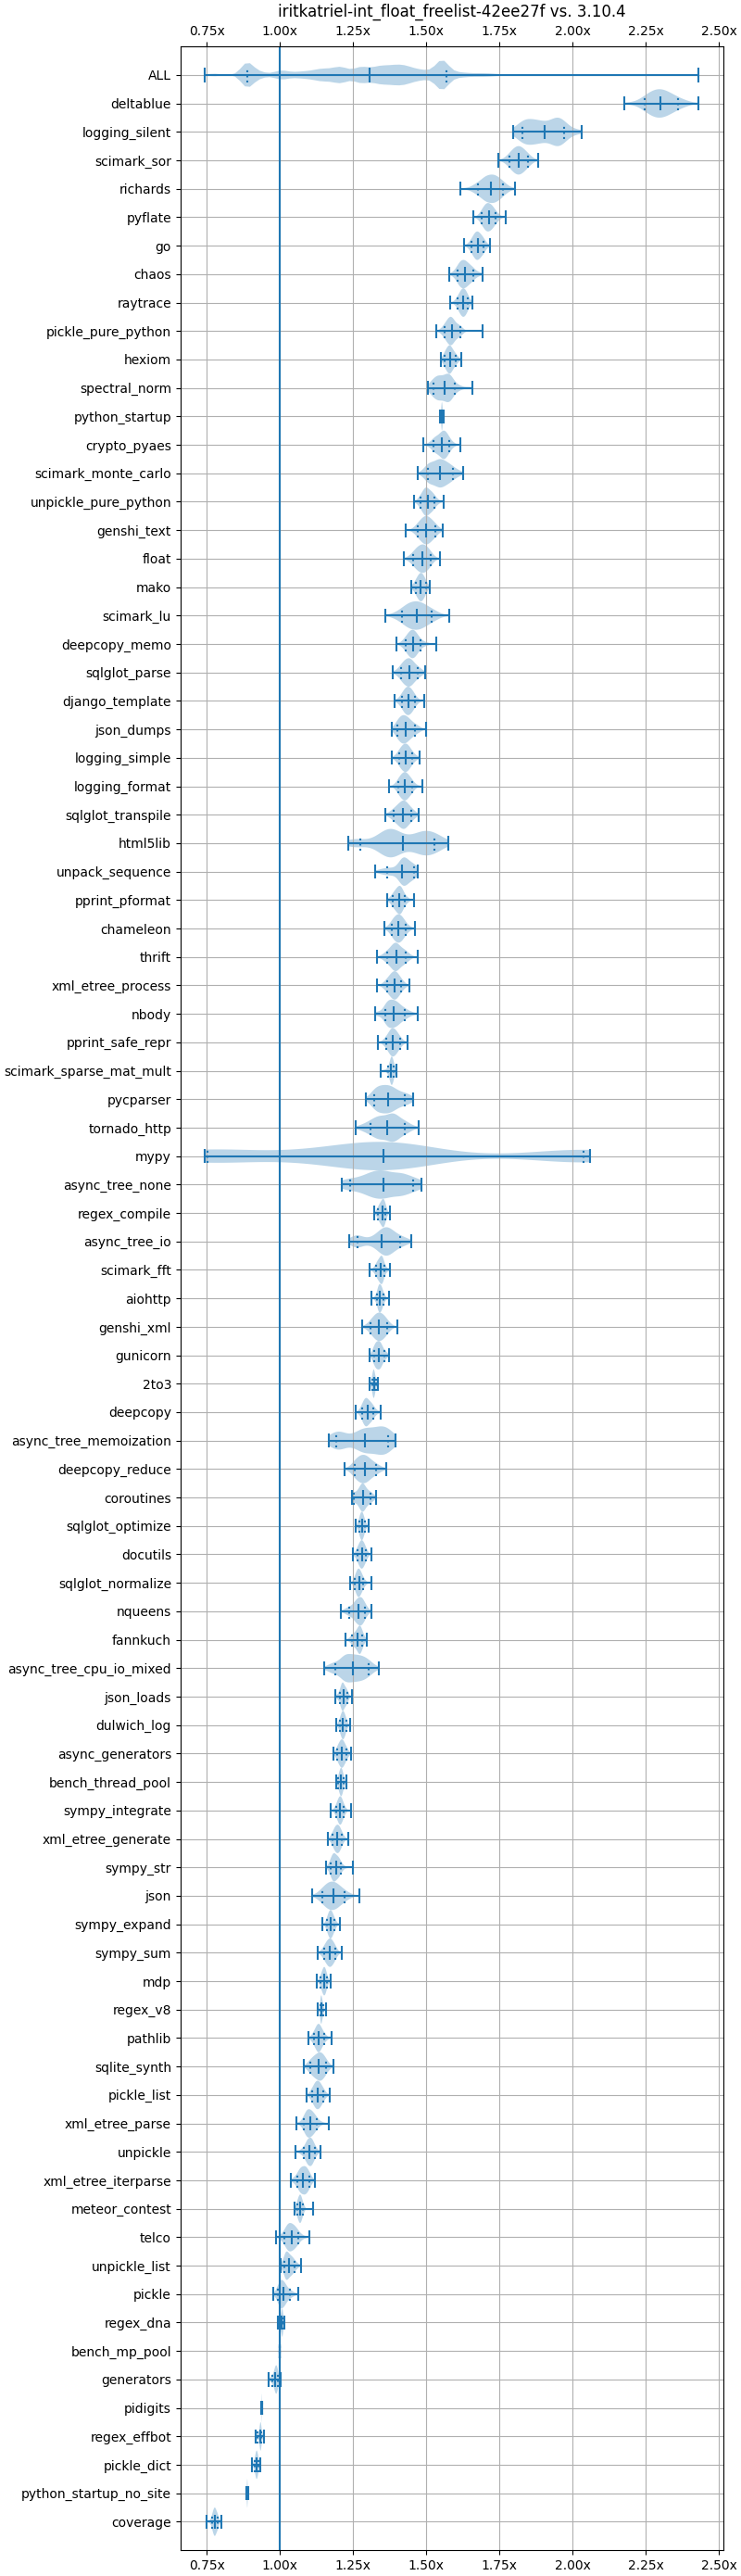 iritkatriel-int_float_freelist-42ee27f vs. 3.10.4
0.75x 1.00x 1.25x 1.50x 1.75x 2.00x 2.25x 2.50x
ALL
deltablue
logging_silent
scimark_sor
richards
pyflate
go
chaos
raytrace
pickle_pure_python
hexiom
spectral_norm
python_startup
crypto_pyaes
scimark_monte_carlo
unpickle_pure_python
genshi_text
float
mako
scimark_lu
deepcopy_memo
sqlglot_parse
django_template
json_dumps
logging_simple
logging_format
sqlglot_transpile
html5lib
unpack_sequence
pprint_pformat
chameleon
thrift
xml_etree_process
nbody
pprint_safe_repr
scimark_sparse_mat_mult
pycparser
tornado_http
mypy
async_tree_none
regex_compile
async_tree_io
scimark_fft
aiohttp
genshi_xml
gunicorn
2to3
deepcopy
async_tree_memoization
deepcopy_reduce
coroutines
sqlglot_optimize
docutils
sqlglot_normalize
nqueens
fannkuch
async_tree_cpu_io_mixed
json_loads
dulwich_log
async_generators
bench_thread_pool
sympy_integrate
xml_etree_generate
sympy_str
json
sympy_expand
sympy_sum
mdp
regex_v8
pathlib
sqlite_synth
pickle_list
xml_etree_parse
unpickle
xml_etree_iterparse
meteor_contest
telco
unpickle_list
pickle
regex_dna
bench_mp_pool
generators
pidigits
regex_effbot
pickle_dict
python_startup_no_site
coverage
0.75x 1.00x 1.25x 1.50x 1.75x 2.00x 2.25x 2.50x